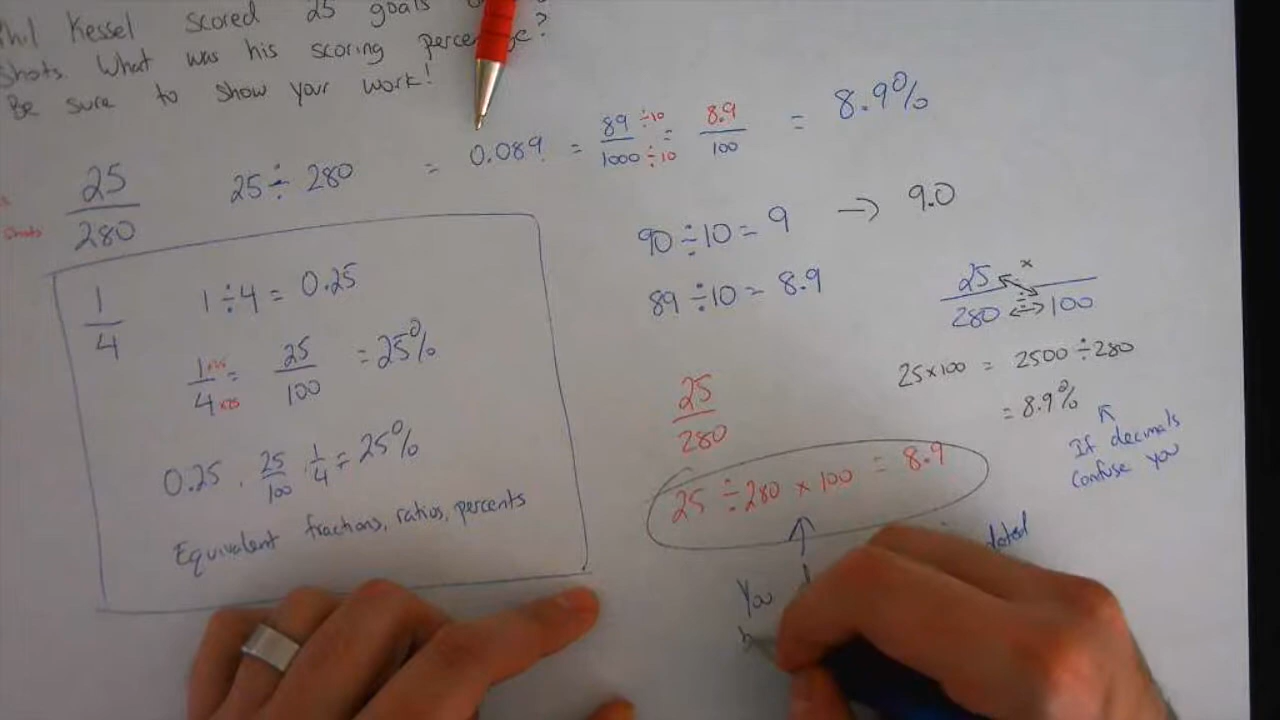 Phil Kessel scored 25 goals
shots. What was his scoring percentage?
Be sure to show your work!
25/280 25 ÷ 280 = 0.089 = 89/1000 ÷10/÷10 = 8.9/100 = 8.9%
shots
1/4 1 ÷ 4 = 0.25
1/4 ×25/×25 = 25/100 = 25%
0.25 . 25/100 . 1/4 = 25%
Equivalent fractions, ratios, percents
90 ÷ 10 = 9 → 9.0
89 ÷ 10 = 8.9
25/280 ÷ ↔ /100 ×
25×100 = 2500 ÷ 280
= 8.9%
If decimals
confuse you
25/280
25 ÷ 280 × 100 = 8.9
You